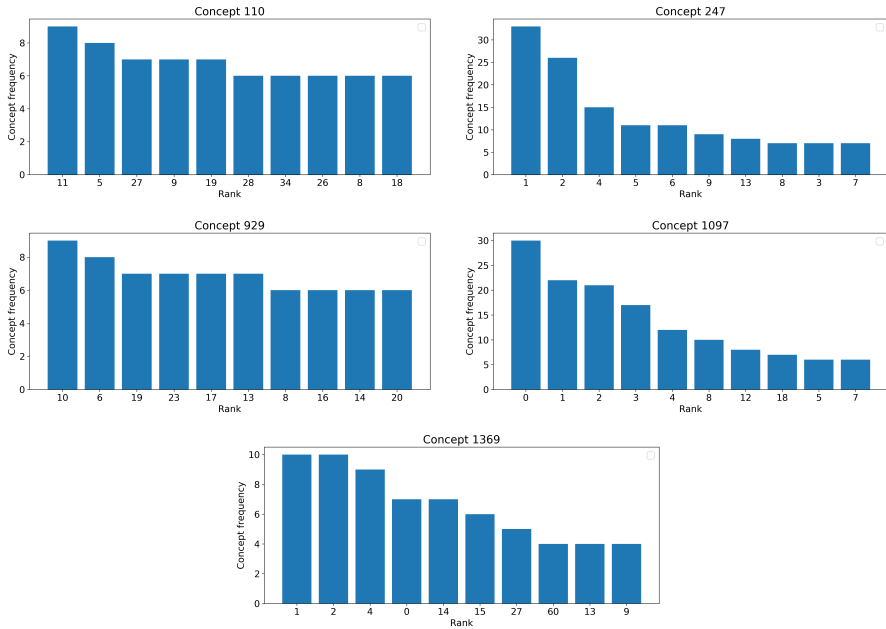 Concept 110
Concept frequency
8
6
4
2
0
11 5 27 9 19 28 34 26 8 18
Rank
Concept 247
Concept frequency
30
25
20
15
10
5
0
1 2 4 5 6 9 13 8 3 7
Rank
Concept 929
Concept frequency
8
6
4
2
0
10 6 19 23 17 13 8 16 14 20
Rank
Concept 1097
Concept frequency
30
25
20
15
10
5
0
0 1 2 3 4 8 12 18 5 7
Rank
Concept 1369
Concept frequency
10
8
6
4
2
0
1 2 4 0 14 15 27 60 13 9
Rank